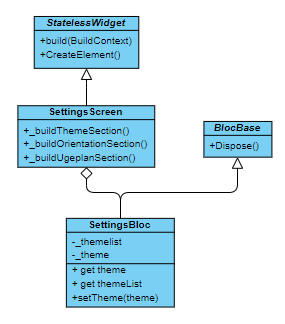 StatelessWidget
+build(BuildContext)
+CreateElement()
SettingsScreen
+_buildThemeSection()
+_buildOrientationSection()
+_buildUgeplanSection()
BlocBase
+Dispose()
SettingsBloc
-_themelist
-_theme
+ get theme
+ get themeList
+setTheme(theme)